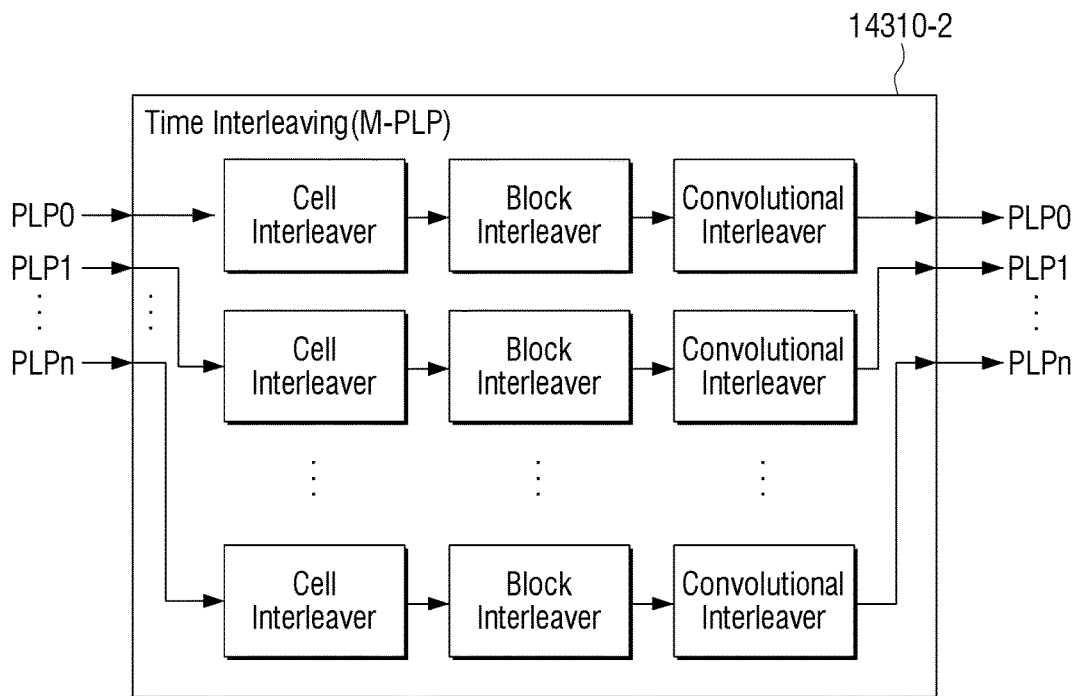 14310-2
Time Interleaving(M-PLP)
PLP0
Cell
Interleaver
Block
Interleaver
Convolutional
Interleaver
PLP0
PLP1
Cell
Interleaver
Block
Interleaver
Convolutional
Interleaver
PLP1
PLPn
Cell
Interleaver
Block
Interleaver
Convolutional
Interleaver
PLPn